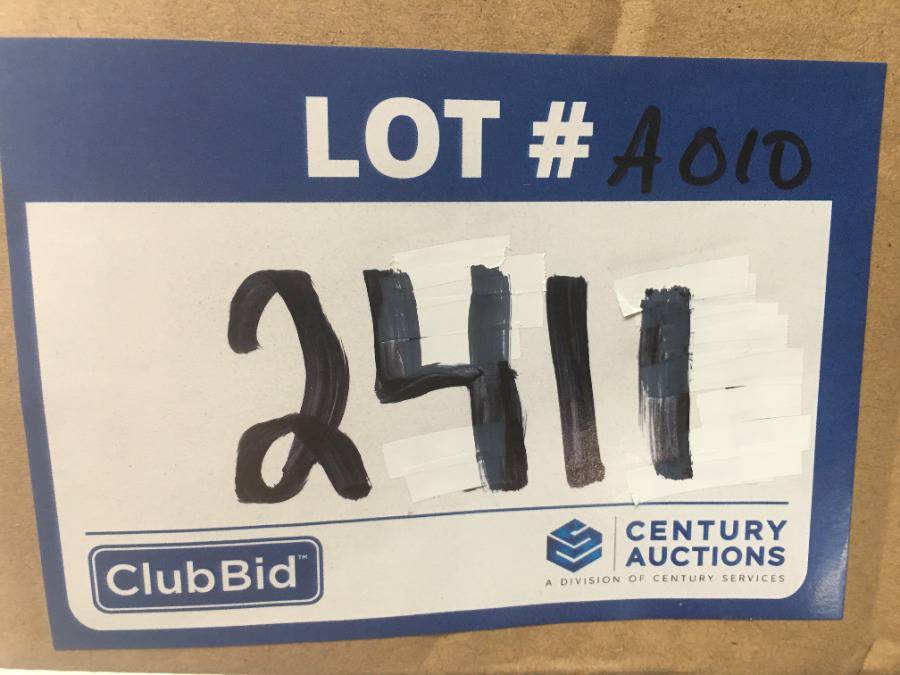 LOT # A010
2411
ClubBid™
CENTURY
AUCTIONS
A DIVISION OF CENTURY SERVICES